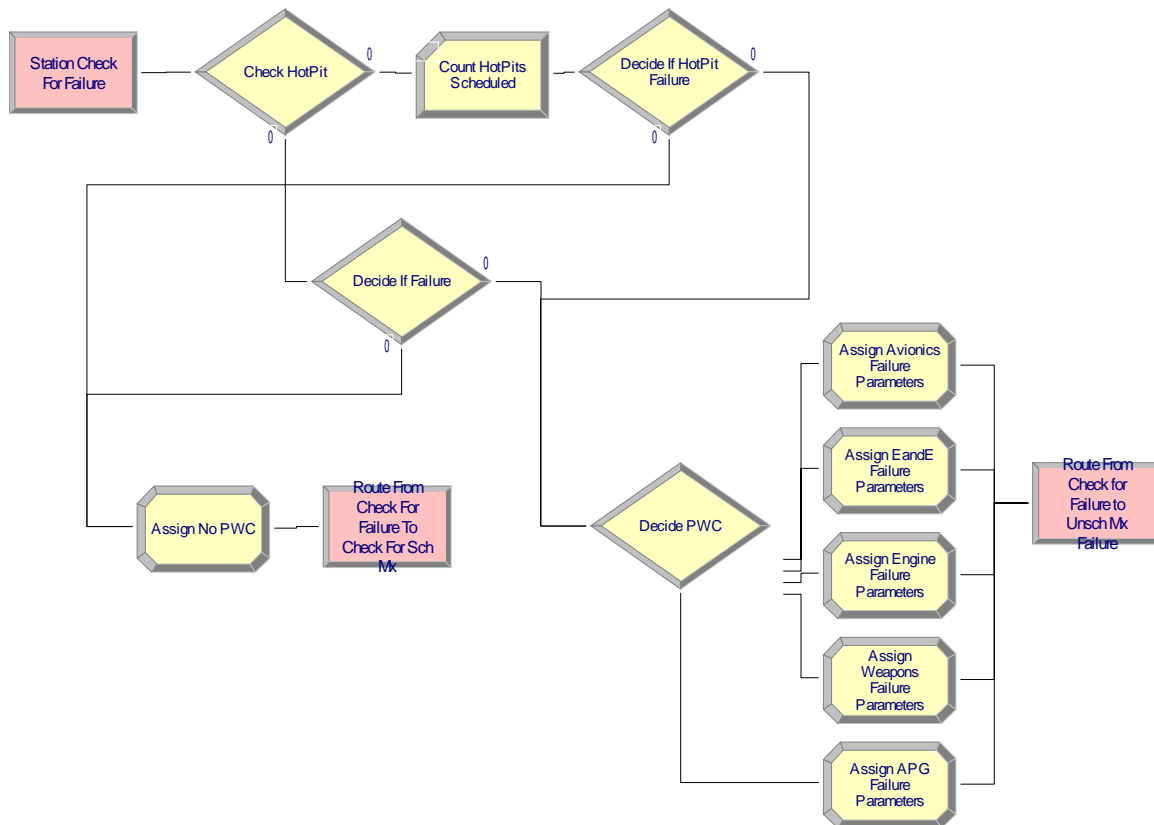 Station Check
For Failure
Check HotPit
0
0
Count HotPits
Scheduled
Decide If HotPit
Failure
0
0
Decide If Failure
0
0
Assign No PWC
Route From
Check For
Failure To
Check For Sch
Mx
Decide PWC
Assign Avionics
Failure
Parameters
Assign EandE
Failure
Parameters
Assign Engine
Failure
Parameters
Assign
Weapons
Failure
Parameters
Assign APG
Failure
Parameters
Route From
Check for
Failure to
Unsch Mx
Failure